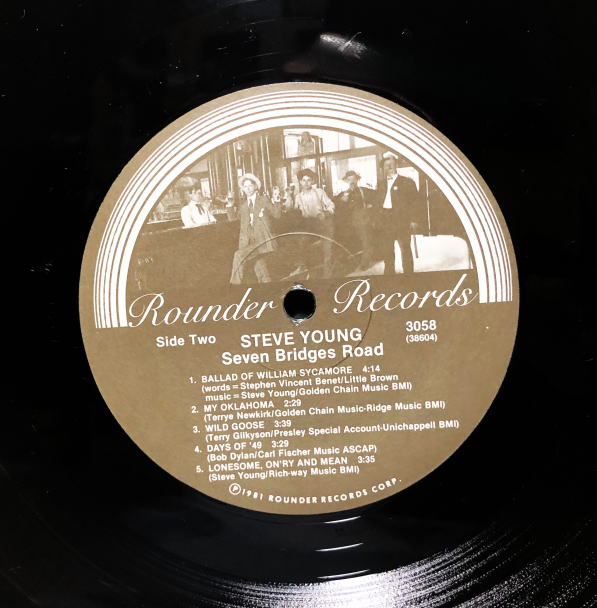 Rounder Records
Side Two
STEVE YOUNG
Seven Bridges Road
3058
(38604)
1. BALLAD OF WILLIAM SYCAMORE 4:14
(words = Stephen Vincent Benet/Little Brown
music = Steve Young/Golden Chain Music BMI)
2. MY OKLAHOMA 2:29
(Terrye Newkirk/Golden Chain Music-Ridge Music BMI)
3. WILD GOOSE 3:39
(Terry Gilkyson/Presley Special Account-Unichappell BMI)
4. DAYS OF '49 3:29
(Bob Dylan/Carl Fischer Music ASCAP)
5. LONESOME, ON'RY AND MEAN 3:35
(Steve Young/Rich-way Music BMI)
℗1981 ROUNDER RECORDS CORP.